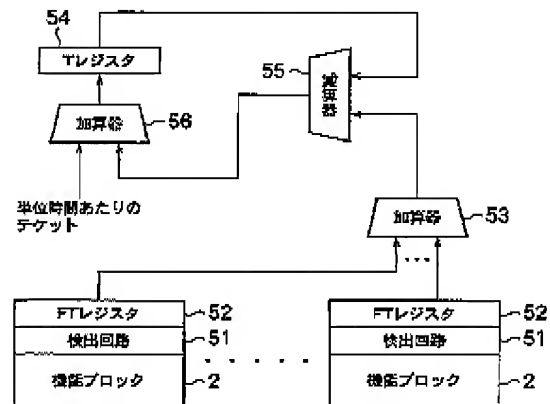 54
Tレジスタ
55
減算器
加算器
56
単位時間あたりの
チケット
加算器
53
FTレジスタ
52
検出回路
51
機能ブロック
2
FTレジスタ
52
検出回路
51
機能ブロック
2